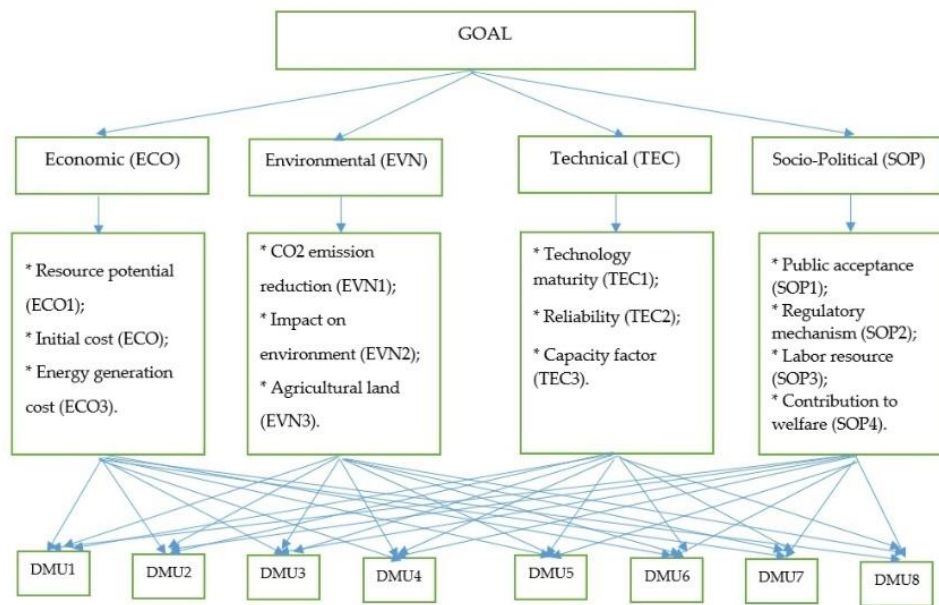 GOAL
Economic (ECO)
Environmental (EVN)
Technical (TEC)
Socio-Political (SOP)
* Resource potential
(ECO1);
* Initial cost (ECO);
* Energy generation
cost (ECO3).
* CO2 emission
reduction (EVN1);
* Impact on
environment (EVN2);
* Agricultural land
(EVN3).
* Technology
maturity (TEC1);
* Reliability (TEC2);
* Capacity factor
(TEC3).
* Public acceptance
(SOP1);
* Regulatory
mechanism (SOP2);
* Labor resource
(SOP3);
* Contribution to
welfare (SOP4).
DMU1
DMU2
DMU3
DMU4
DMU5
DMU6
DMU7
DMU8